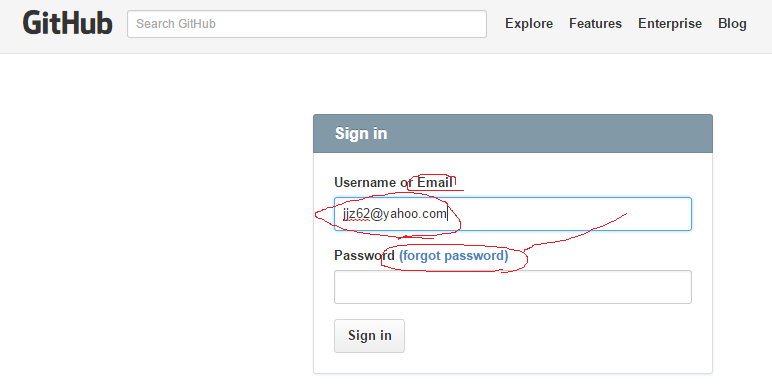 GitHub Search GitHub Explore Features Enterprise Blog
Sign in
Username or Email
jjz62@yahoo.com
Password (forgot password)
Sign in